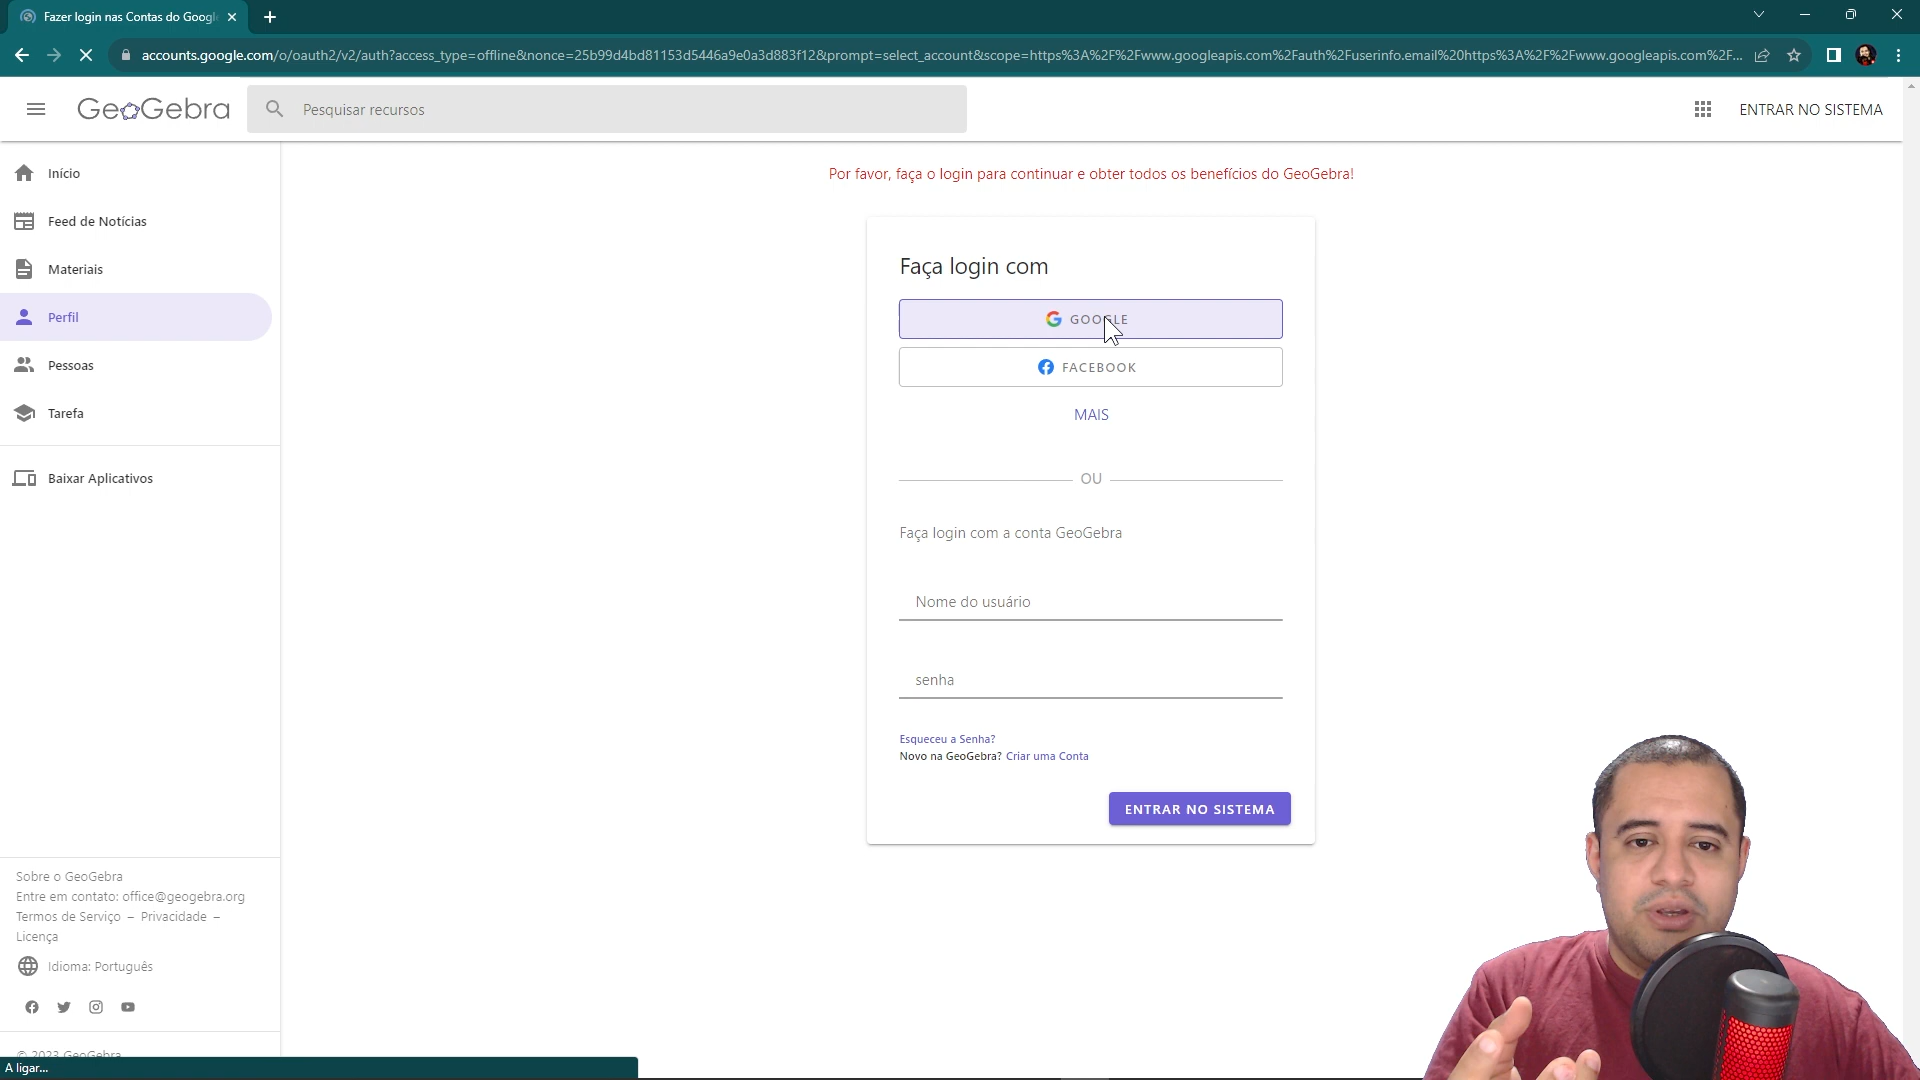 Fazer login nas Contas do Googl
accounts.google.com/o/oauth2/v2/auth?access_type=offline&nonce=25b99d4bd81153d5446a9e0a3d883f12&prompt=select_account&scope=https%3A%2F%2Fwww.googleapis.com%2Fauth%2Fuserinfo.email%20https%3A%2F%2Fwww.googleapis.com%2F...
GeoGebra
Pesquisar recursos
ENTRAR NO SISTEMA
Início
Feed de Notícias
Materiais
Perfil
Pessoas
Tarefa
Baixar Aplicativos
Por favor, faça o login para continuar e obter todos os benefícios do GeoGebra!
Faça login com
GOOGLE
FACEBOOK
MAIS
OU
Faça login com a conta GeoGebra
Nome do usuário
senha
Esqueceu a Senha?
Novo na GeoGebra? Criar uma Conta
ENTRAR NO SISTEMA
Sobre o GeoGebra
Entre em contato: office@geogebra.org
Termos de Serviço – Privacidade –
Licença
Idioma: Português
© 2023 GeoGebra
A ligar...